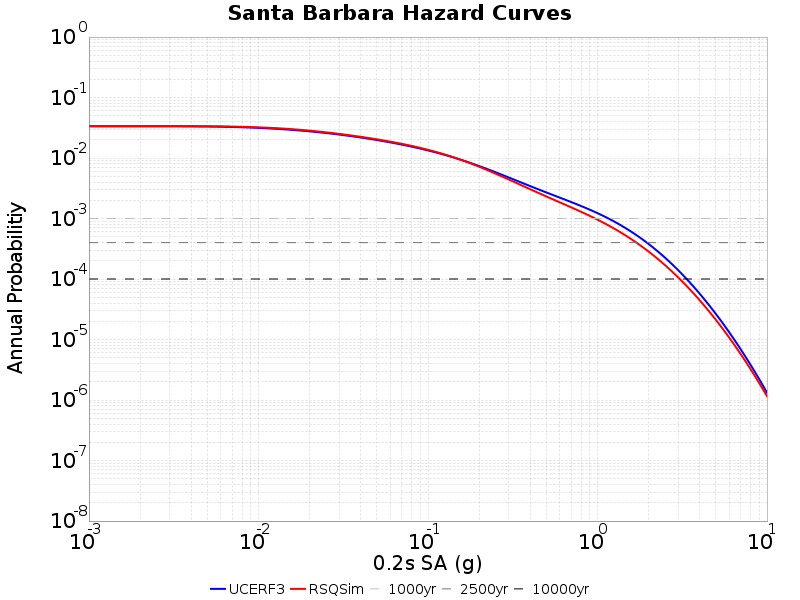 Santa Barbara Hazard Curves
10^0
10^-1
10^-2
10^-3
10^-4
10^-5
10^-6
10^-7
10^-8
Annual Probabilitiy
10^-3 10^-2 10^-1 10^0 10^1
0.2s SA (g)
UCERF3 RSQSim 1000yr 2500yr 10000yr